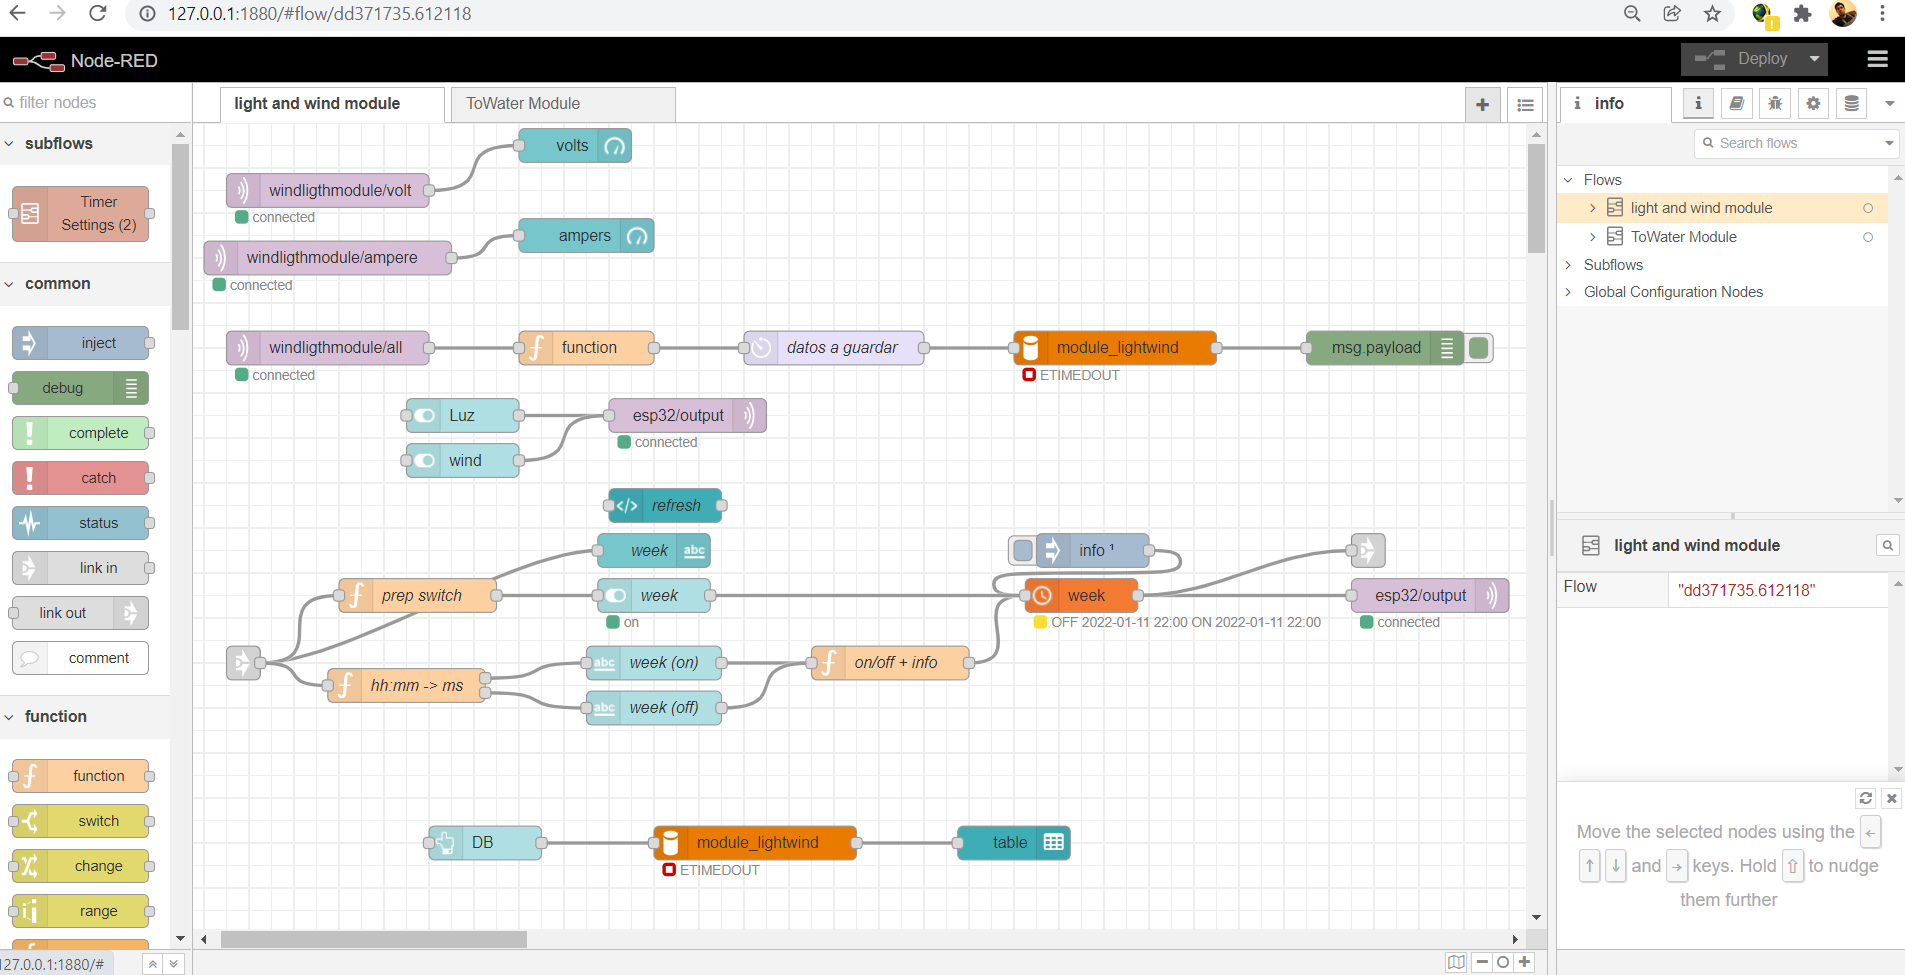 127.0.0.1:1880/#flow/dd371735.612118
Node-RED
Deploy
filter nodes
subflows
Timer
Settings (2)
common
inject
debug
complete
catch
status
link in
link out
comment
function
function
switch
change
range
127.0.0.1:1880/#
light and wind module
ToWater Module
volts
windligthmodule/volt
connected
ampers
windligthmodule/ampere
connected
windligthmodule/all
connected
function
datos a guardar
module_lightwind
ETIMEDOUT
msg.payload
Luz
wind
esp32/output
connected
refresh
abc
week
info ¹
prep switch
week
on
week
OFF 2022-01-11 22:00 ON 2022-01-11 22:00
esp32/output
connected
abc
week (on)
on/off + info
hh:mm -> ms
abc
week (off)
DB
module_lightwind
ETIMEDOUT
table
info
Search flows
Flows
light and wind module
ToWater Module
Subflows
Global Configuration Nodes
light and wind module
Flow
"dd371735.612118"
Move the selected nodes using the ←
↑ ↓ and → keys. Hold ⇧ to nudge
them further